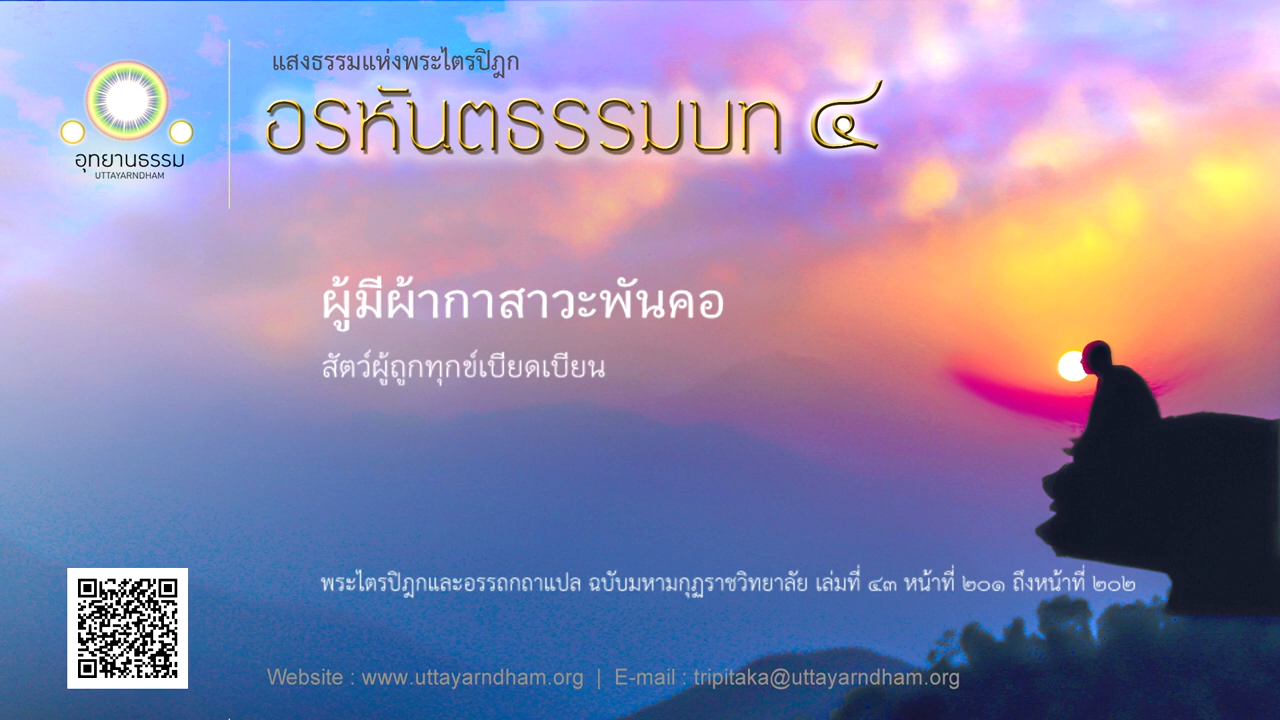 แสงธรรมแห่งพระไตรปิฎก
อรหันตธรรมบท ๔
อุทยานธรรม
UTTAYARNDHAM
ผู้มีผ้ากาสาวะพันคอ
สัตว์ผู้ถูกทุกข์เบียดเบียน
พระไตรปิฎกและอรรถกถาแปล ฉบับมหามกุฏราชวิทยาลัย เล่มที่ ๔๓ หน้าที่ ๒๐๑ ถึงหน้าที่ ๒๐๒
Website : www.uttayarndham.org | E-mail : tripitaka@uttayarndham.org